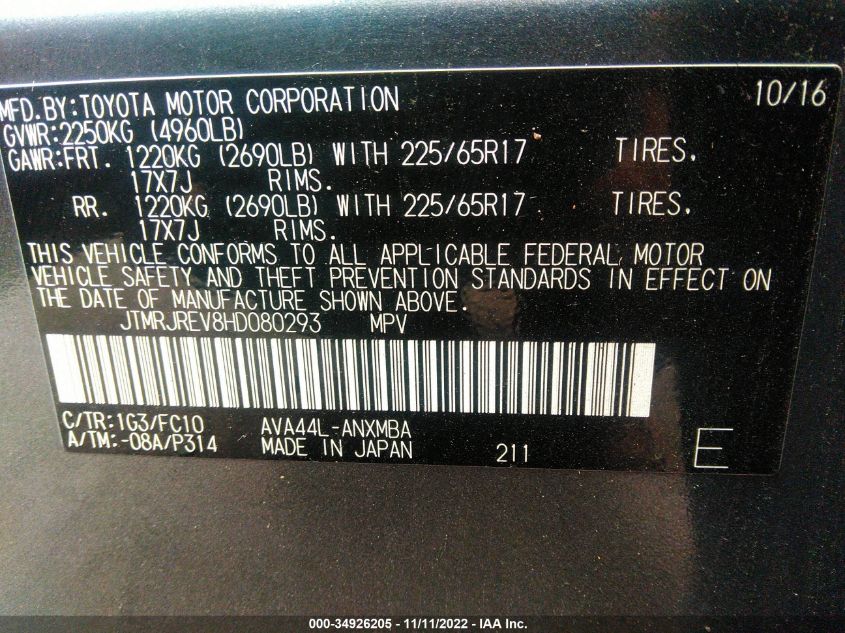 MFD.BY:TOYOTA MOTOR CORPORATION 10/16
GVWR:2250KG (4960LB)
GAWR:FRT. 1220KG (2690LB) WITH 225/65R17 TIRES.
17X7J RIMS.
RR. 1220KG (2690LB) WITH 225/65R17 TIRES.
17X7J RIMS.
THIS VEHICLE CONFORMS TO ALL APPLICABLE FEDERAL MOTOR
VEHICLE SAFETY AND THEFT PREVENTION STANDARDS IN EFFECT ON
THE DATE OF MANUFACTURE SHOWN ABOVE.
JTMRJREV8HD080293 MPV
C/TR:1G3/FC10 AVA44L-ANXMBA
A/TM:-08A/P314 MADE IN JAPAN 211 E
000-34926205 - 11/11/2022 - IAA Inc.